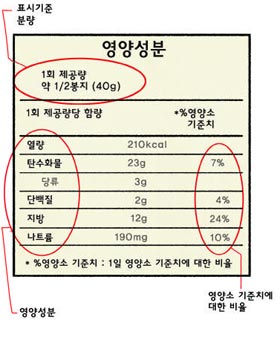 표시기준
분량
영양성분
1회 제공량
약 1/2봉지 (40g)
1회 제공량당 함량 *%영양소
기준치
열량 210kcal
탄수화물 23g 7%
당류 3g
단백질 2g 4%
지방 12g 24%
나트륨 190mg 10%
* %영양소 기준치 : 1일 영양소 기준치에 대한 비율
영양소 기준치에
대한 비율
영양성분